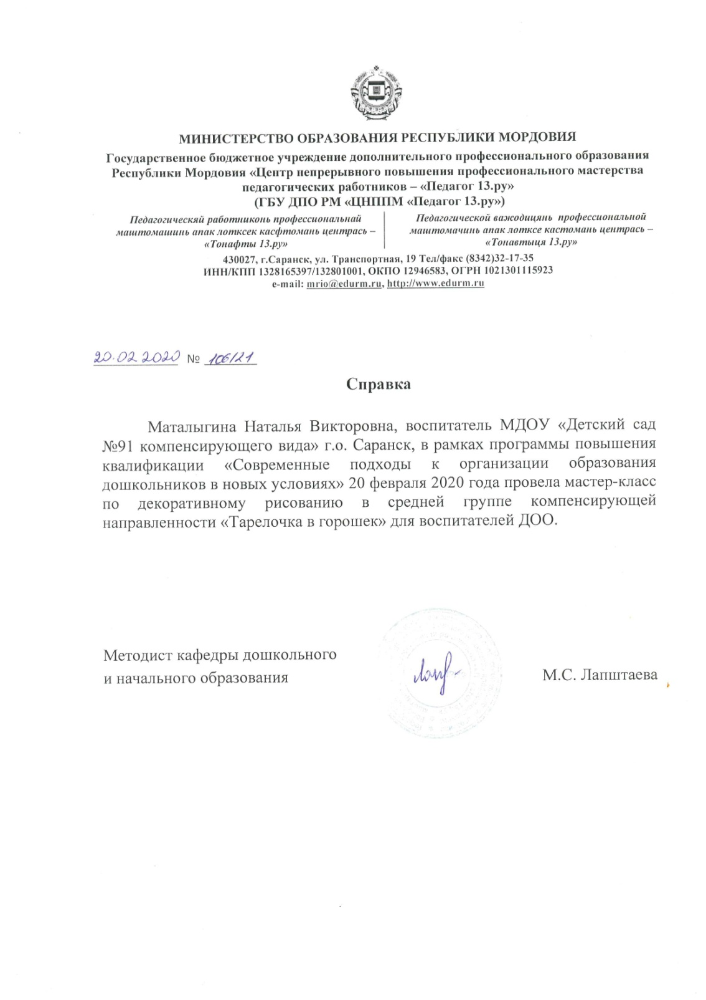 МИНИСТЕРСТВО ОБРАЗОВАНИЯ РЕСПУБЛИКИ МОРДОВИЯ
Государственное бюджетное учреждение дополнительного профессионального образования
Республики Мордовия «Центр непрерывного повышения профессионального мастерства
педагогических работников – «Педагог 13.ру»
(ГБУ ДПО РМ «ЦНППМ «Педагог 13.ру»)
Педагогическяй работниконь профессиональнай
маштомашинь апак лотксек касфтомань центрась –
«Тонафты 13.ру»
Педагогической важодицянь профессиональной
маштомачинь апак лотксе кастомань центрась –
«Тонавтыця 13.ру»
430027, г.Саранск, ул. Транспортная, 19 Тел/факс (8342)32-17-35
ИНН/КПП 1328165397/132801001, ОКПО 12946583, ОГРН 1021301115923
e-mail: mrio@edurm.ru, http://www.edurm.ru
20.02.2020 № 106/21
Справка
Маталыгина Наталья Викторовна, воспитатель МДОУ «Детский сад
№91 компенсирующего вида» г.о. Саранск, в рамках программы повышения
квалификации «Современные подходы к организации образования
дошкольников в новых условиях» 20 февраля 2020 года провела мастер-класс
по декоративному рисованию в средней группе компенсирующей
направленности «Тарелочка в горошек» для воспитателей ДОО.
Методист кафедры дошкольного
и начального образования
М.С. Лапштаева